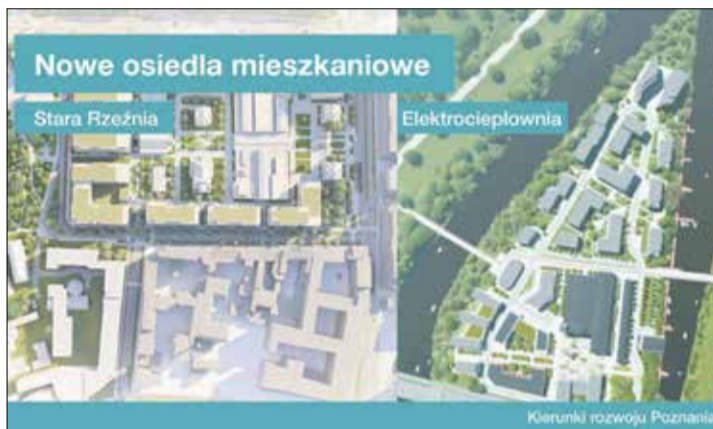 Nowe osiedla mieszkaniowe
Stara Rzeźnia
Elektrociepłownia
Kierunki rozwoju Poznania